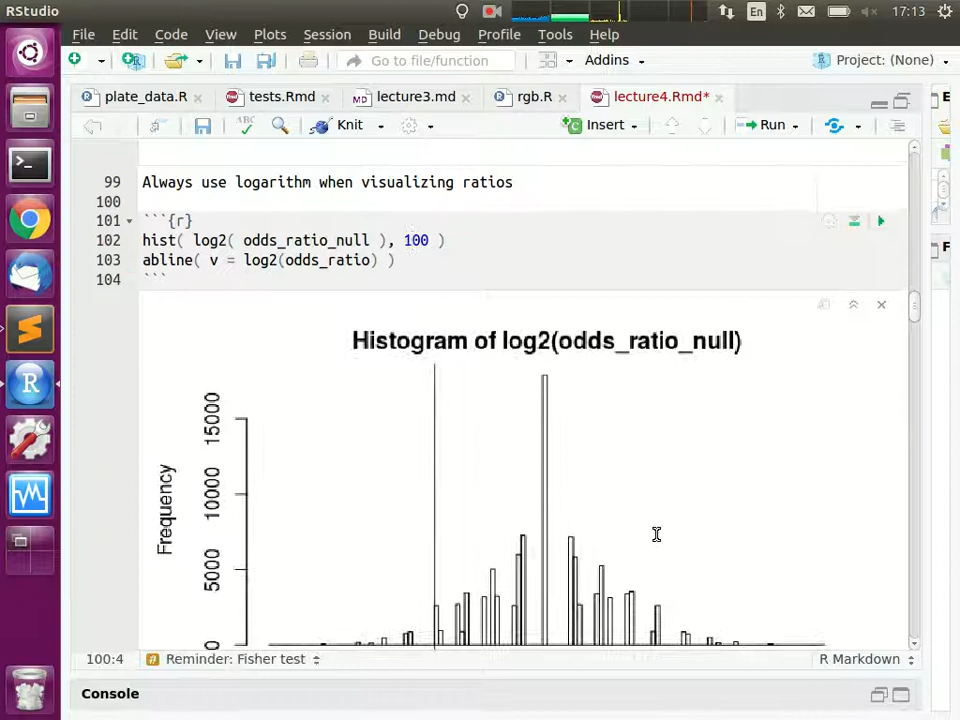 RStudio
En
17:13
File Edit Code View Plots Session Build Debug Profile Tools Help
Go to file/function
Addins
Project: (None)
plate_data.R
tests.Rmd
lecture3.md
rgb.R
lecture4.Rmd*
ABC
Knit
Insert
Run
99 Always use logarithm when visualizing ratios
100
101 ```{r}
102 hist( log2( odds_ratio_null ), 100 )
103 abline( v = log2(odds_ratio) )
104 ```
Histogram of log2(odds_ratio_null)
Frequency
15000
10000
5000
0
100:4
# Reminder: Fisher test
R Markdown
Console